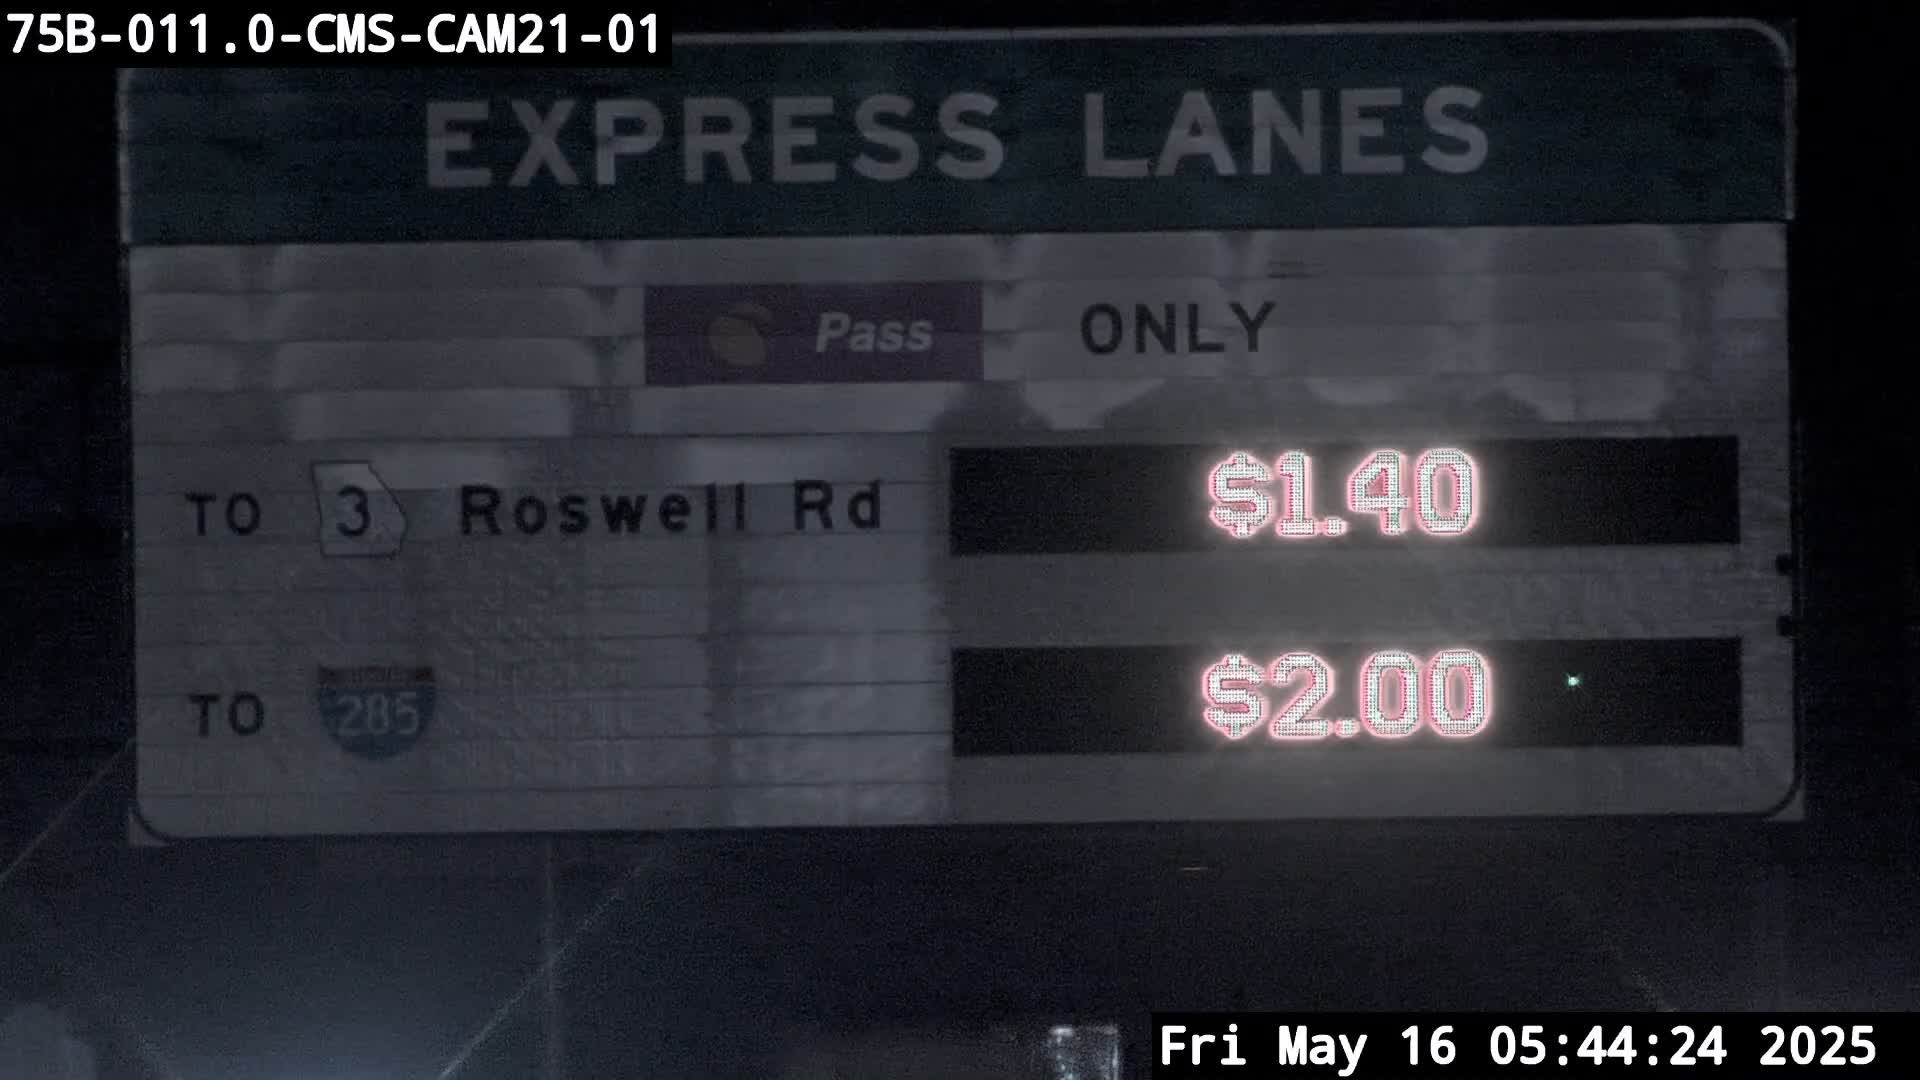 75B-011.0-CMS-CAM21-01
EXPRESS LANES
Pass ONLY
TO 3 Roswell Rd $1.40
TO 285 $2.00
Fri May 16 05:44:24 2025